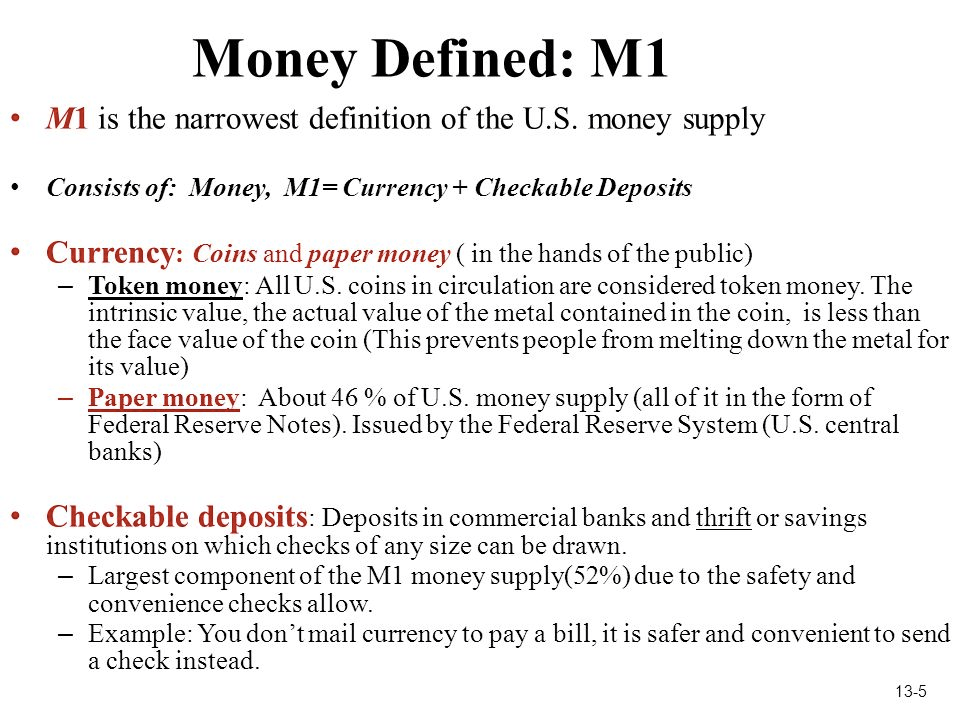 Money Defined: M1
• M1 is the narrowest definition of the U.S. money supply
• Consists of: Money, M1= Currency + Checkable Deposits
• Currency: Coins and paper money ( in the hands of the public)
– Token money: All U.S. coins in circulation are considered token money. The
intrinsic value, the actual value of the metal contained in the coin, is less than
the face value of the coin (This prevents people from melting down the metal for
its value)
– Paper money: About 46 % of U.S. money supply (all of it in the form of
Federal Reserve Notes). Issued by the Federal Reserve System (U.S. central
banks)
• Checkable deposits: Deposits in commercial banks and thrift or savings
institutions on which checks of any size can be drawn.
– Largest component of the M1 money supply(52%) due to the safety and
convenience checks allow.
– Example: You don’t mail currency to pay a bill, it is safer and convenient to send
a check instead.
13-5